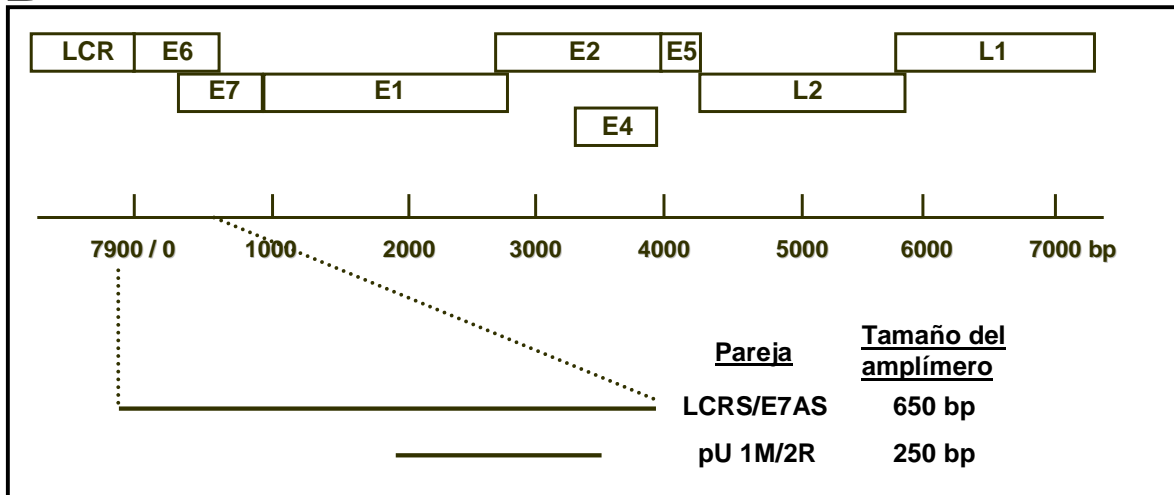 LCR E6 E2 E5 L1
E7 E1 L2
E4
7900 / 0 1000 2000 3000 4000 5000 6000 7000 bp
Pareja Tamaño del
amplímero
LCRS/E7AS 650 bp
pU 1M/2R 250 bp